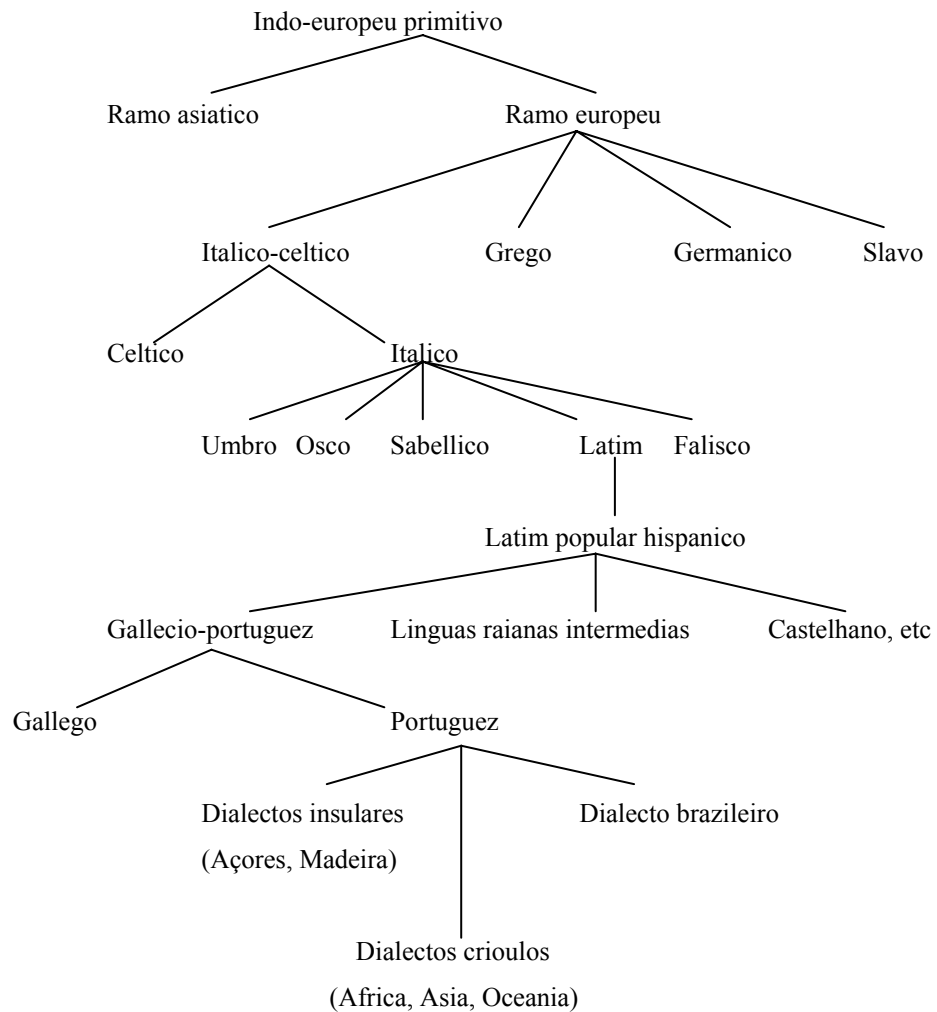 Indo-europeu primitivo
Ramo asiatico Ramo europeu
Italico-celtico Grego Germanico Slavo
Celtico Italico
Umbro Osco Sabellico Latim Falisco
Latim popular hispanico
Gallecio-portuguez Linguas raianas intermedias Castelhano, etc
Gallego Portuguez
Dialectos insulares Dialecto brazileiro
(Açores, Madeira)
Dialectos crioulos
(Africa, Asia, Oceania)